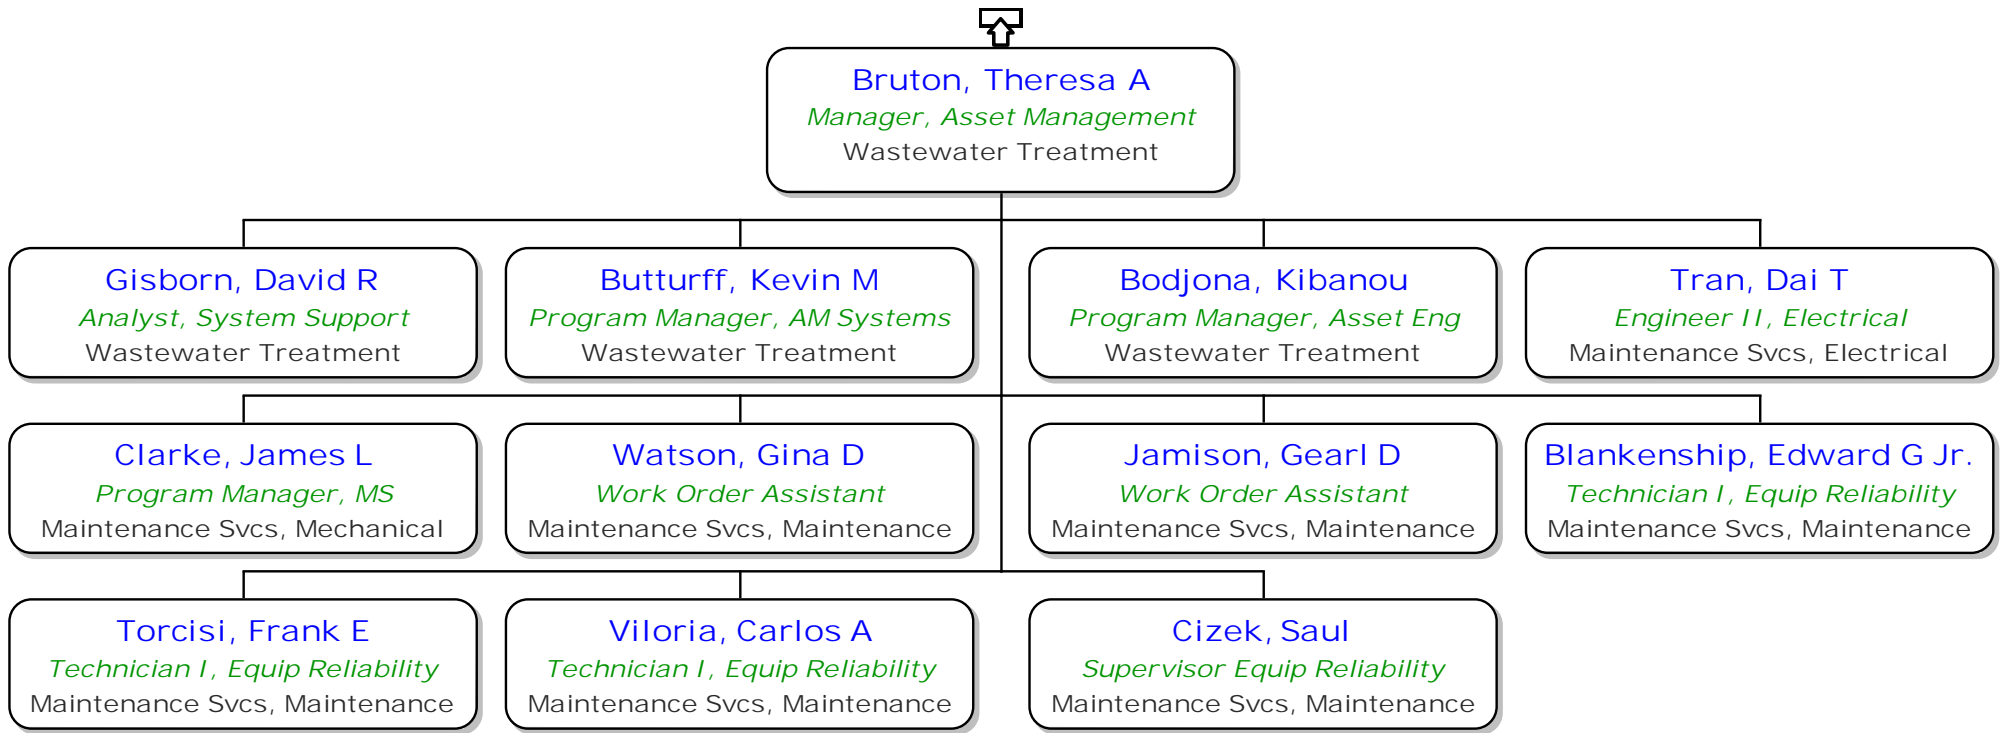 Bruton, Theresa A
Manager, Asset Management
Wastewater Treatment
Gisborn, David R
Analyst, System Support
Wastewater Treatment
Butturff, Kevin M
Program Manager, AM Systems
Wastewater Treatment
Bodjona, Kibanou
Program Manager, Asset Eng
Wastewater Treatment
Tran, Dai T
Engineer II, Electrical
Maintenance Svcs, Electrical
Clarke, James L
Program Manager, MS
Maintenance Svcs, Mechanical
Watson, Gina D
Work Order Assistant
Maintenance Svcs, Maintenance
Jamison, Gearl D
Work Order Assistant
Maintenance Svcs, Maintenance
Blankenship, Edward G Jr.
Technician I, Equip Reliability
Maintenance Svcs, Maintenance
Torcisi, Frank E
Technician I, Equip Reliability
Maintenance Svcs, Maintenance
Viloria, Carlos A
Technician I, Equip Reliability
Maintenance Svcs, Maintenance
Cizek, Saul
Supervisor Equip Reliability
Maintenance Svcs, Maintenance